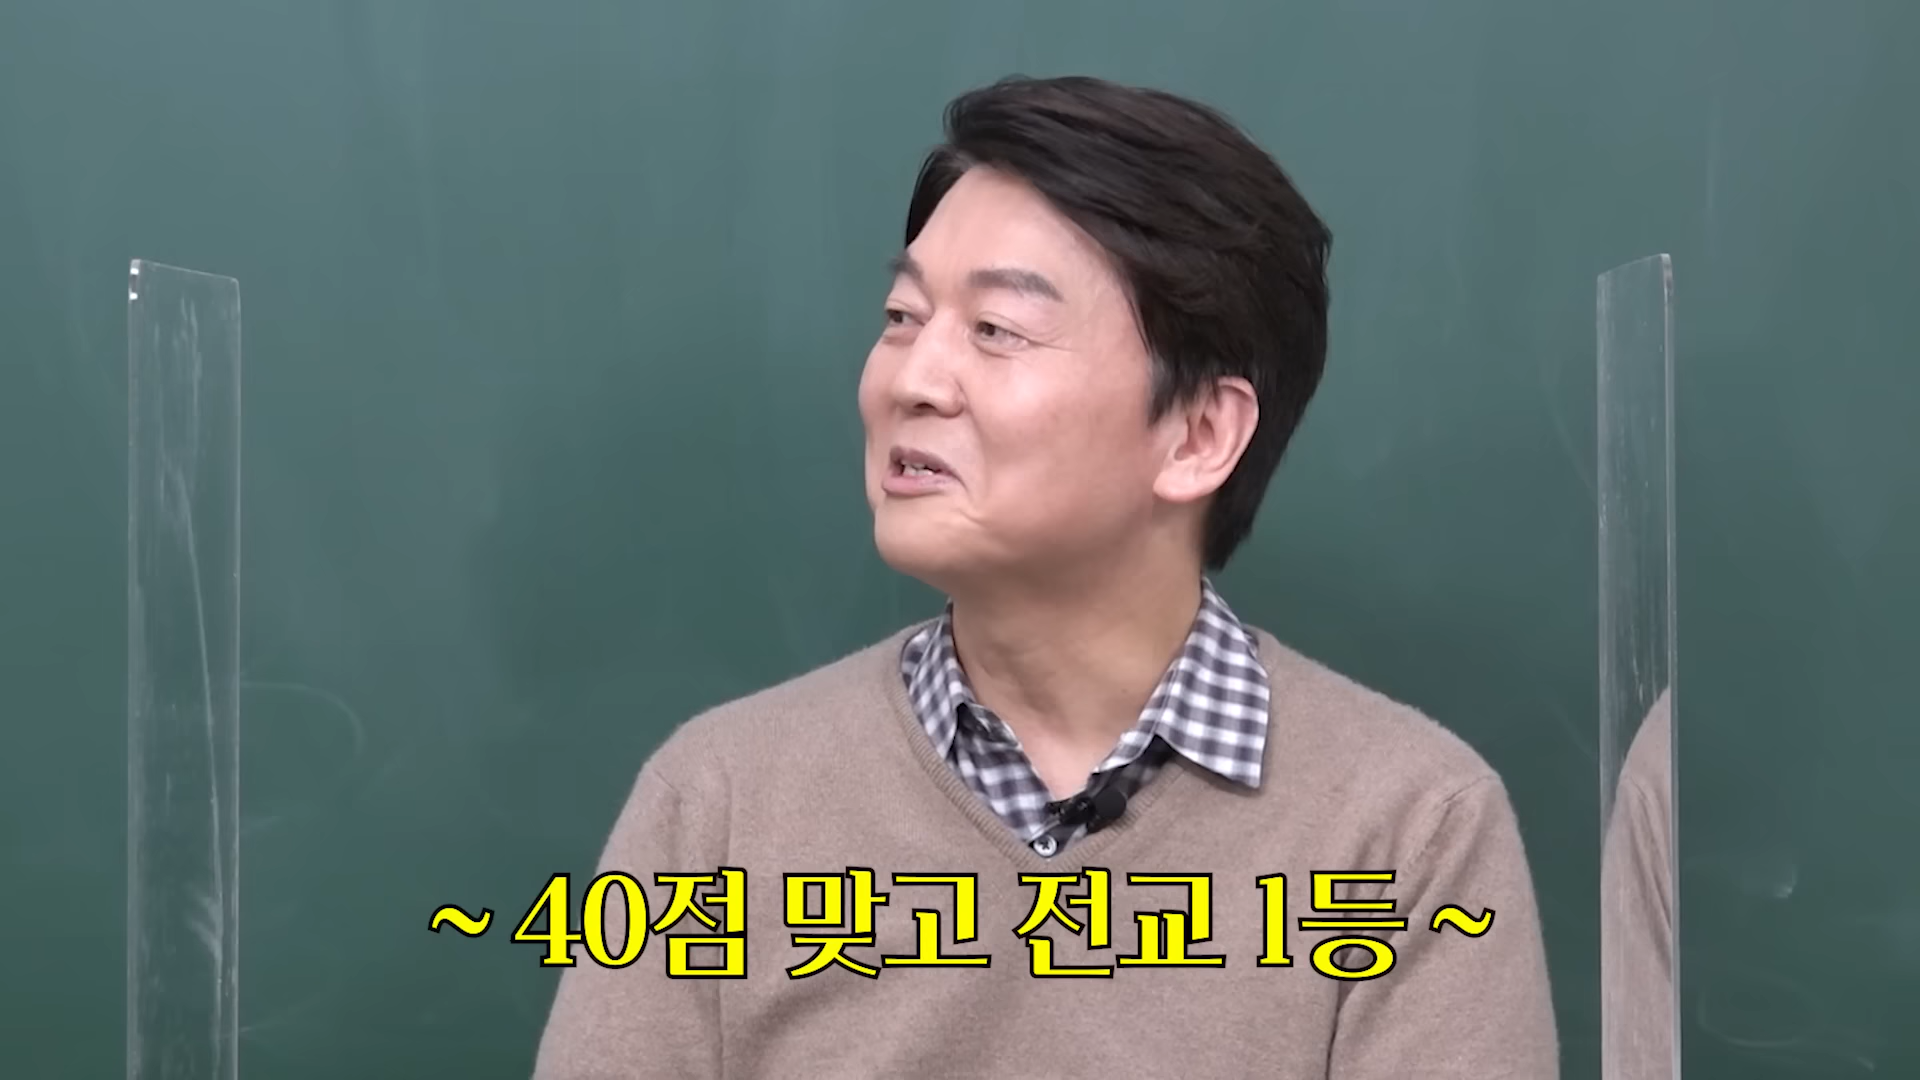 ~ 40점 맞고 전교 1등 ~